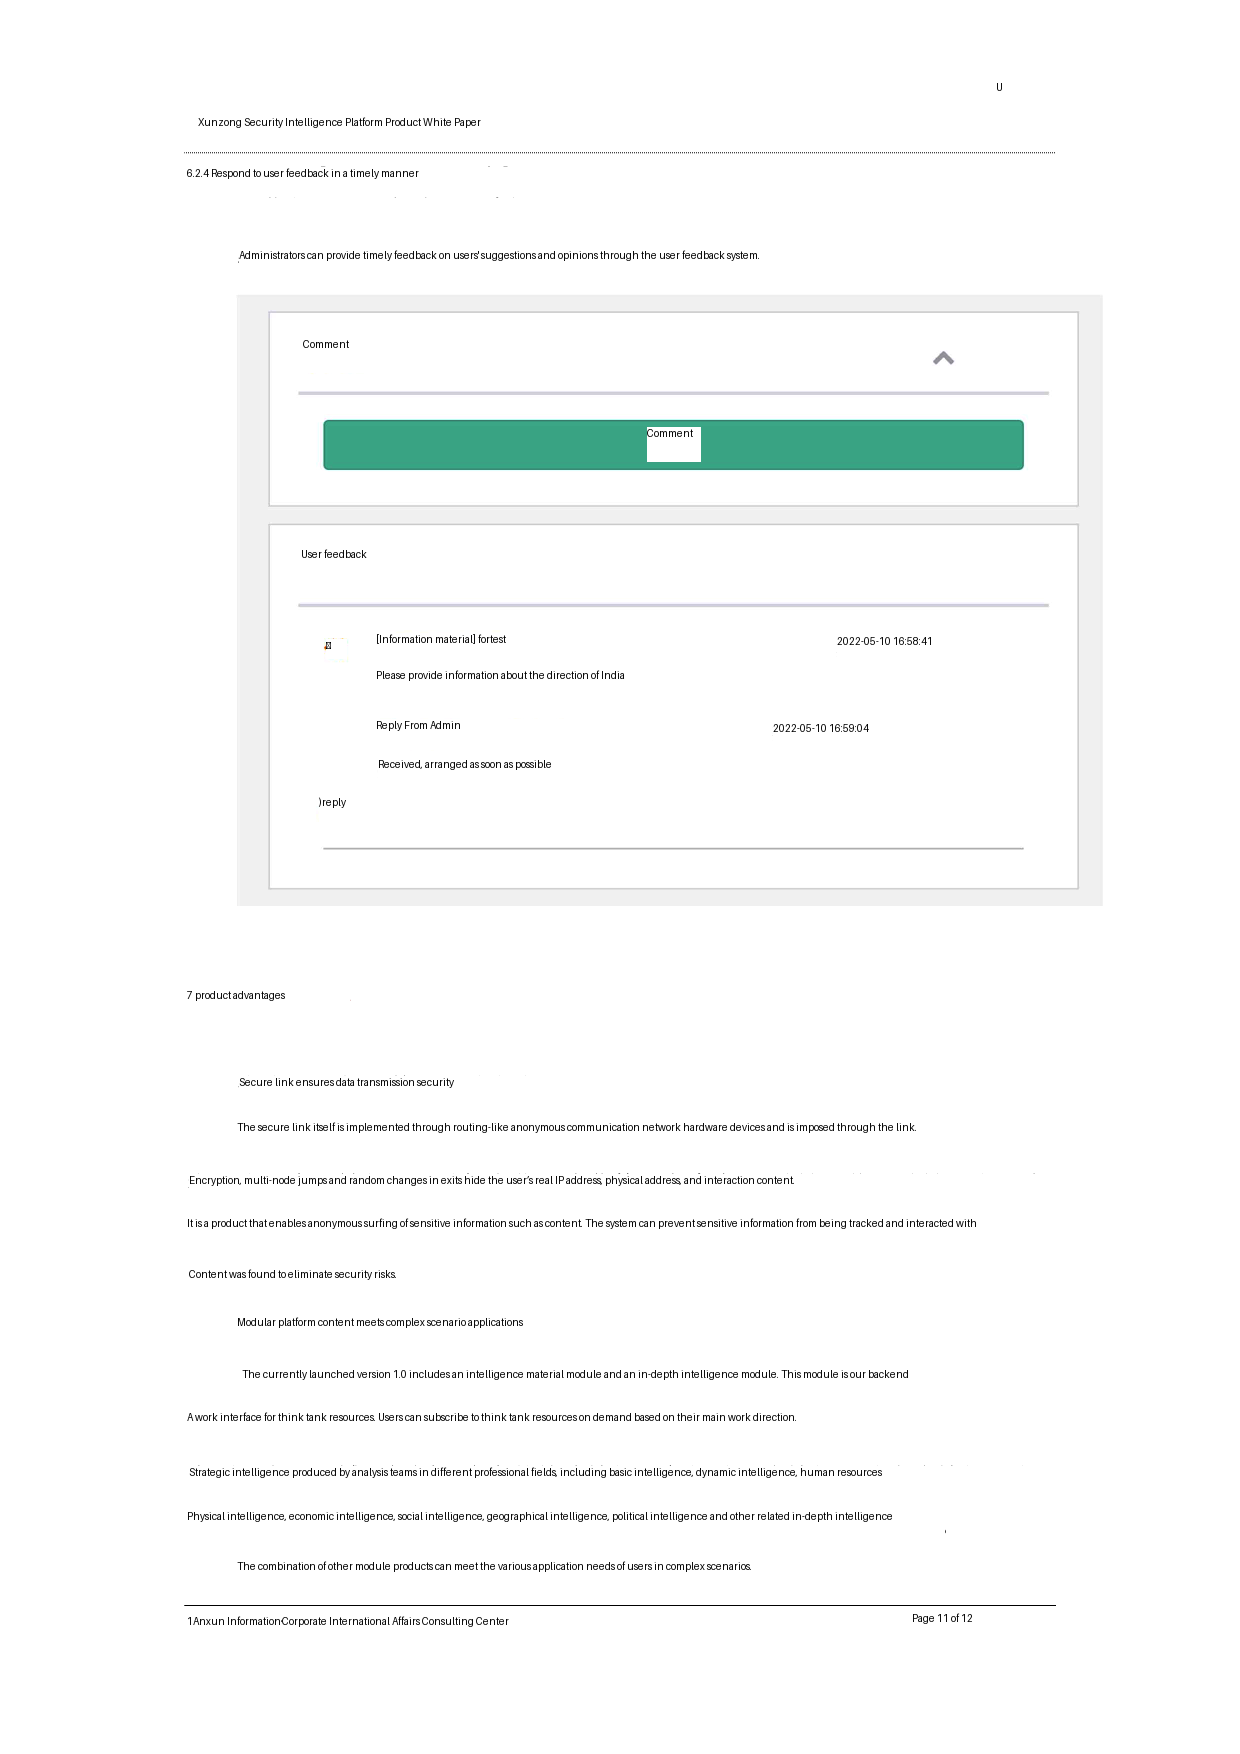 U
Xunzong Security Intelligence Platform Product White Paper
6.2.4 Respond to user feedback in a timely manner
Administrators can provide timely feedback on users' suggestions and opinions through the user feedback system.
Comment
Comment
User feedback
[Information material] fortest 2022-05-10 16:58:41
Please provide information about the direction of India
Reply From Admin 2022-05-10 16:59:04
Received, arranged as soon as possible
)reply
7 product advantages
Secure link ensures data transmission security
The secure link itself is implemented through routing-like anonymous communication network hardware devices and is imposed through the link.
Encryption, multi-node jumps and random changes in exits hide the user's real IP address, physical address, and interaction content.
It is a product that enables anonymous surfing of sensitive information such as content. The system can prevent sensitive information from being tracked and interacted with
Content was found to eliminate security risks.
Modular platform content meets complex scenario applications
The currently launched version 1.0 includes an intelligence material module and an in-depth intelligence module. This module is our backend
A work interface for think tank resources. Users can subscribe to think tank resources on demand based on their main work direction.
Strategic intelligence produced by analysis teams in different professional fields, including basic intelligence, dynamic intelligence, human resources
Physical intelligence, economic intelligence, social intelligence, geographical intelligence, political intelligence and other related in-depth intelligence
The combination of other module products can meet the various application needs of users in complex scenarios.
1Anxun Information·Corporate International Affairs Consulting Center Page 11 of 12